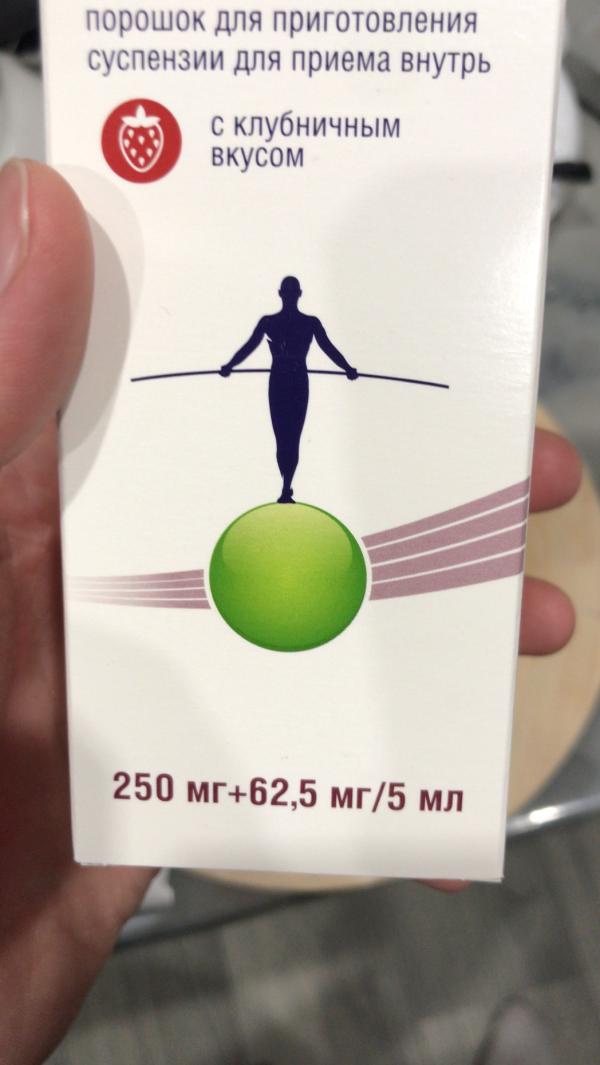 порошок для приготовления
суспензии для приема внутрь
с клубничным
вкусом
250 мг+62,5 мг/5 мл